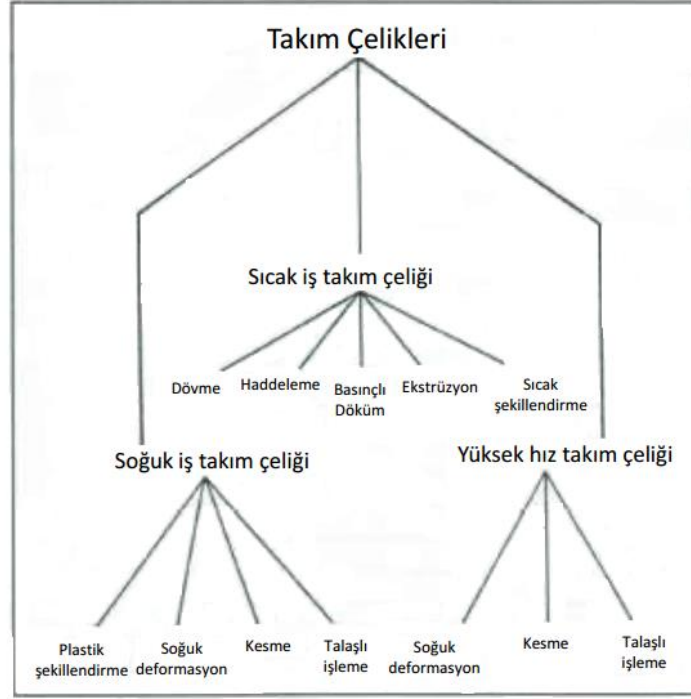 Takım Çelikleri
Sıcak iş takım çeliği
Dövme
Haddeleme
Basınçlı
Döküm
Ekstrüzyon
Sıcak
şekillendirme
Soğuk iş takım çeliği
Yüksek hız takım çeliği
Plastik
şekillendirme
Soğuk
deformasyon
Kesme
Talaşlı
işleme
Soğuk
deformasyon
Kesme
Talaşlı
işleme